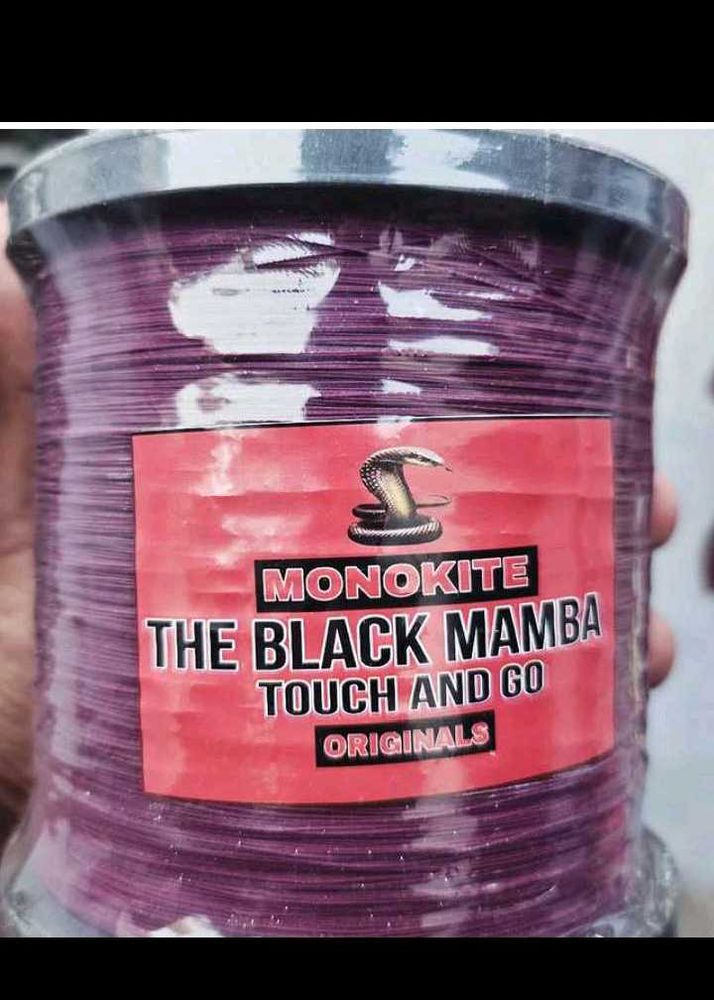 MONOKITE
THE BLACK MAMBA
TOUCH AND GO
ORIGINALS